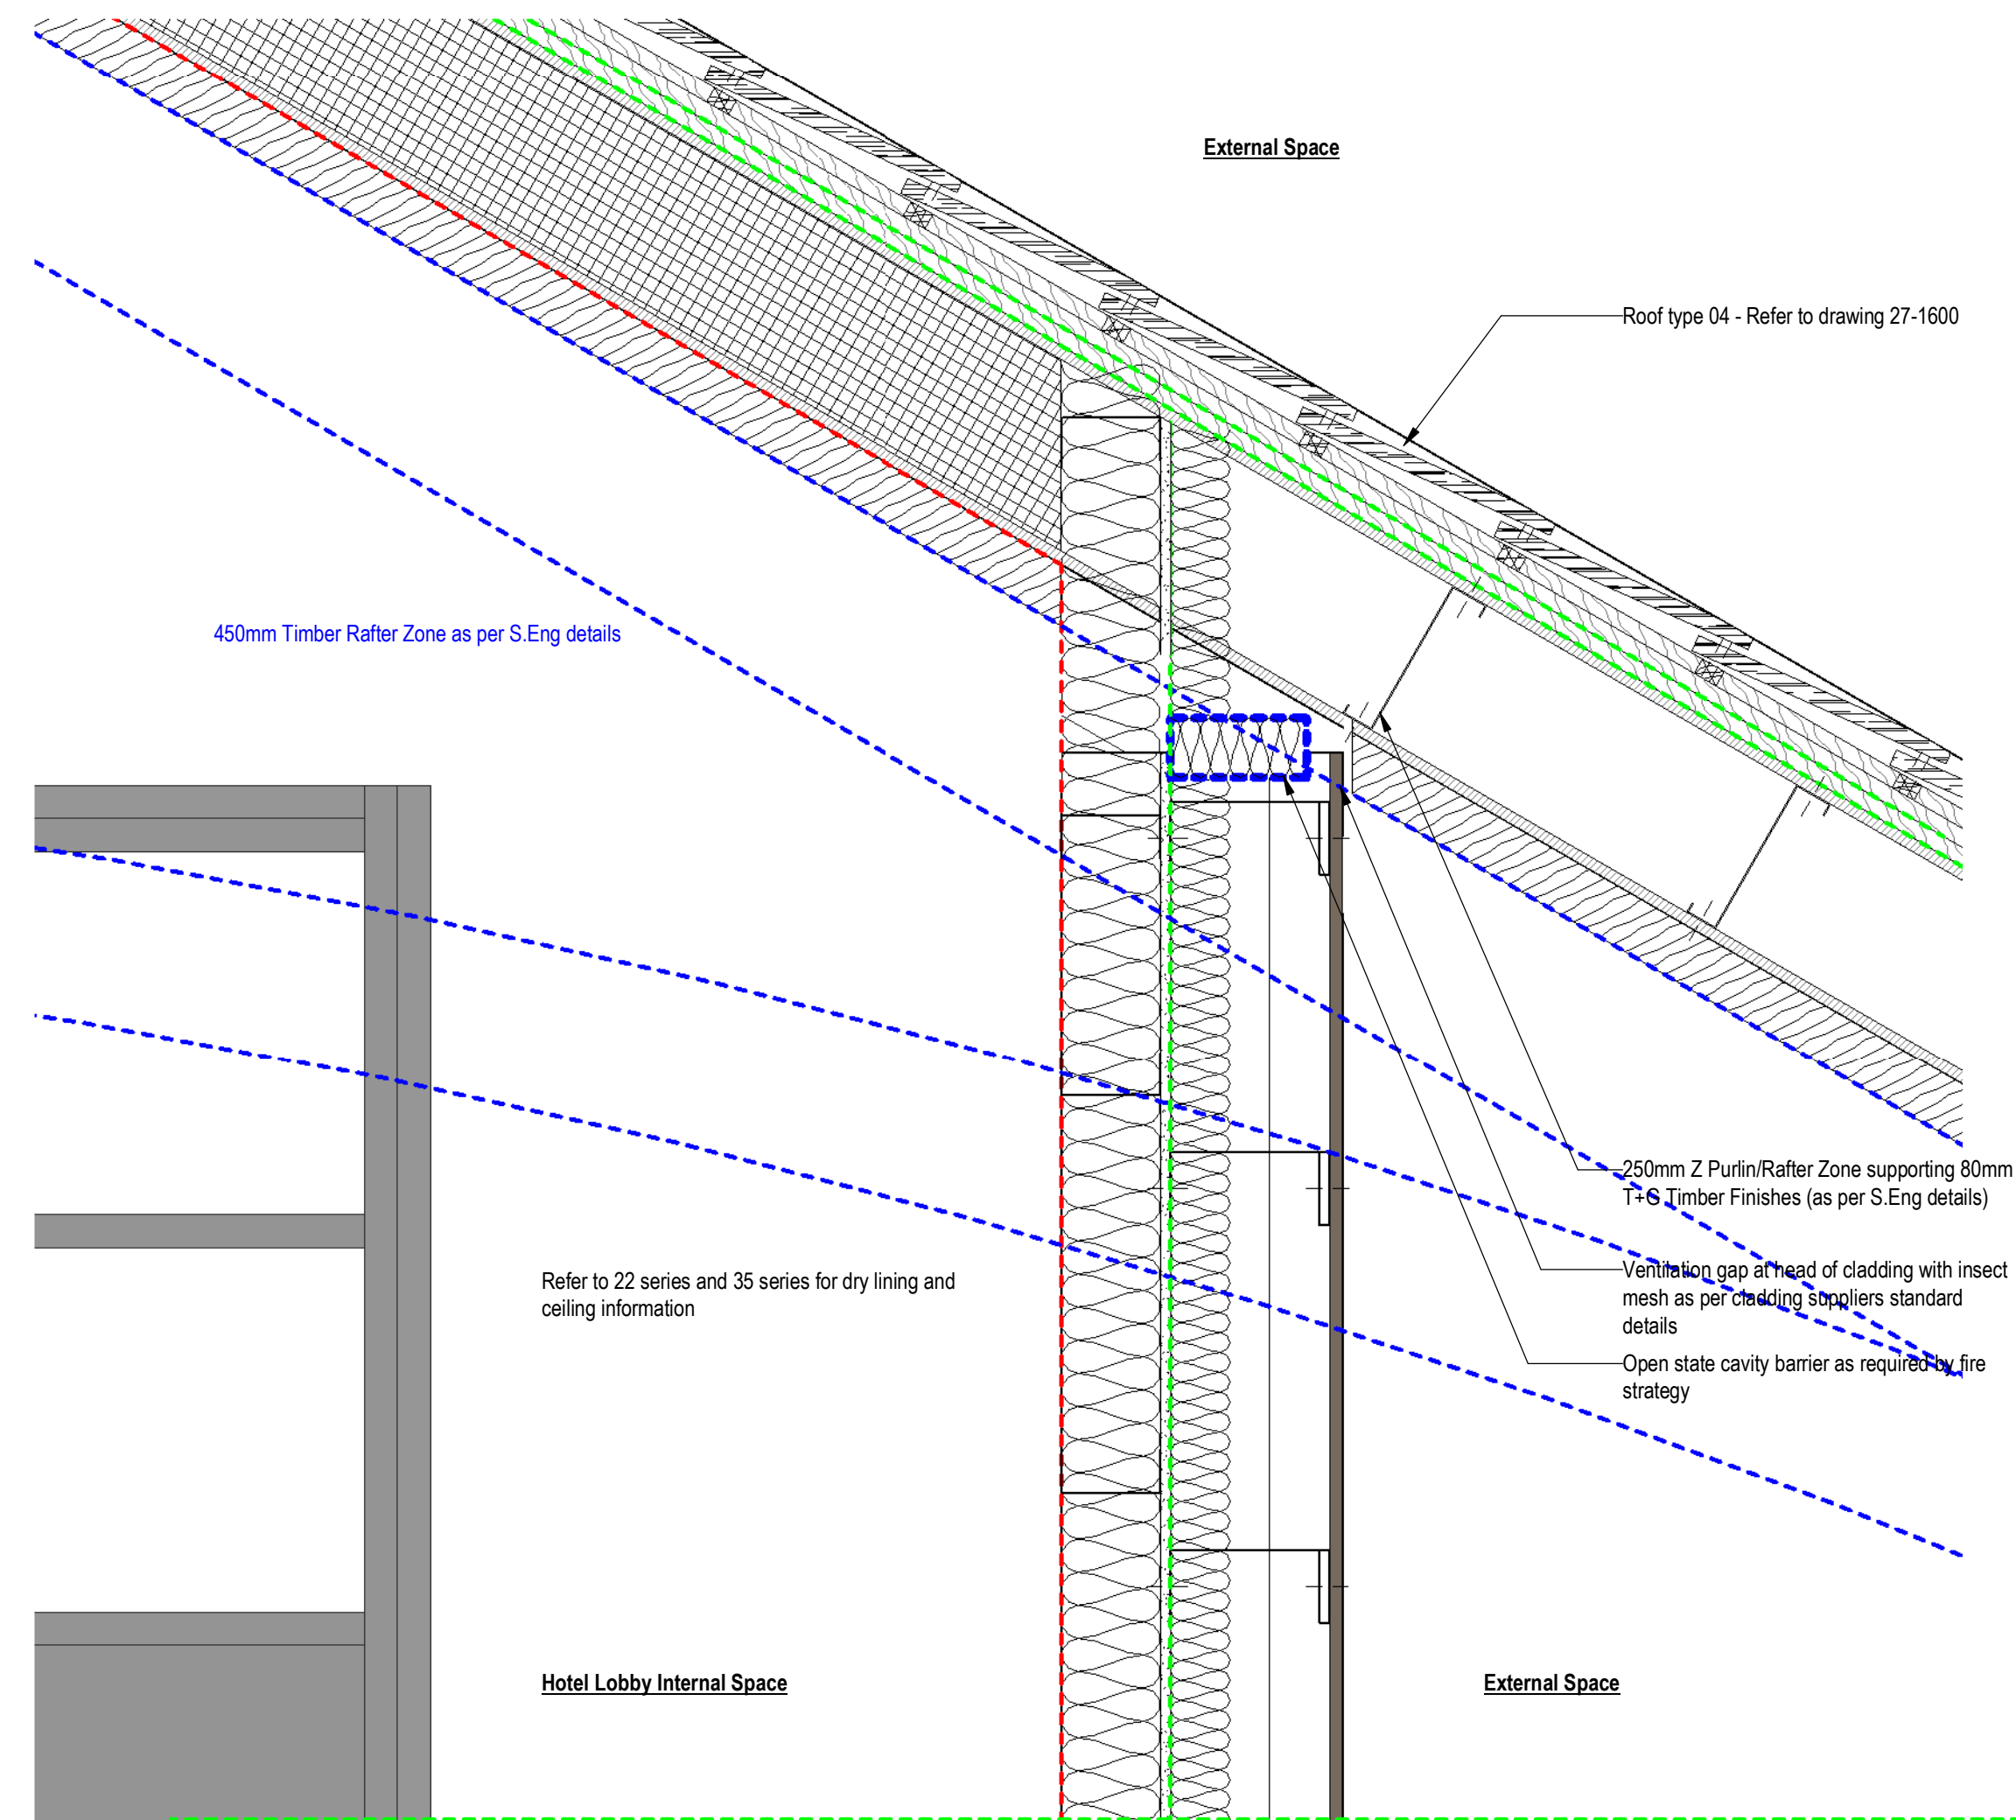 External Space
Roof type 04 - Refer to drawing 27-1600
450mm Timber Rafter Zone as per S.Eng details
250mm Z Purlin/Rafter Zone supporting 80mm
T+G Timber Finishes (as per S.Eng details)
Ventilation gap at head of cladding with insect
mesh as per cladding suppliers standard
details
Refer to 22 series and 35 series for dry lining and
ceiling information
Open state cavity barrier as required by fire
strategy
Hotel Lobby Internal Space
External Space